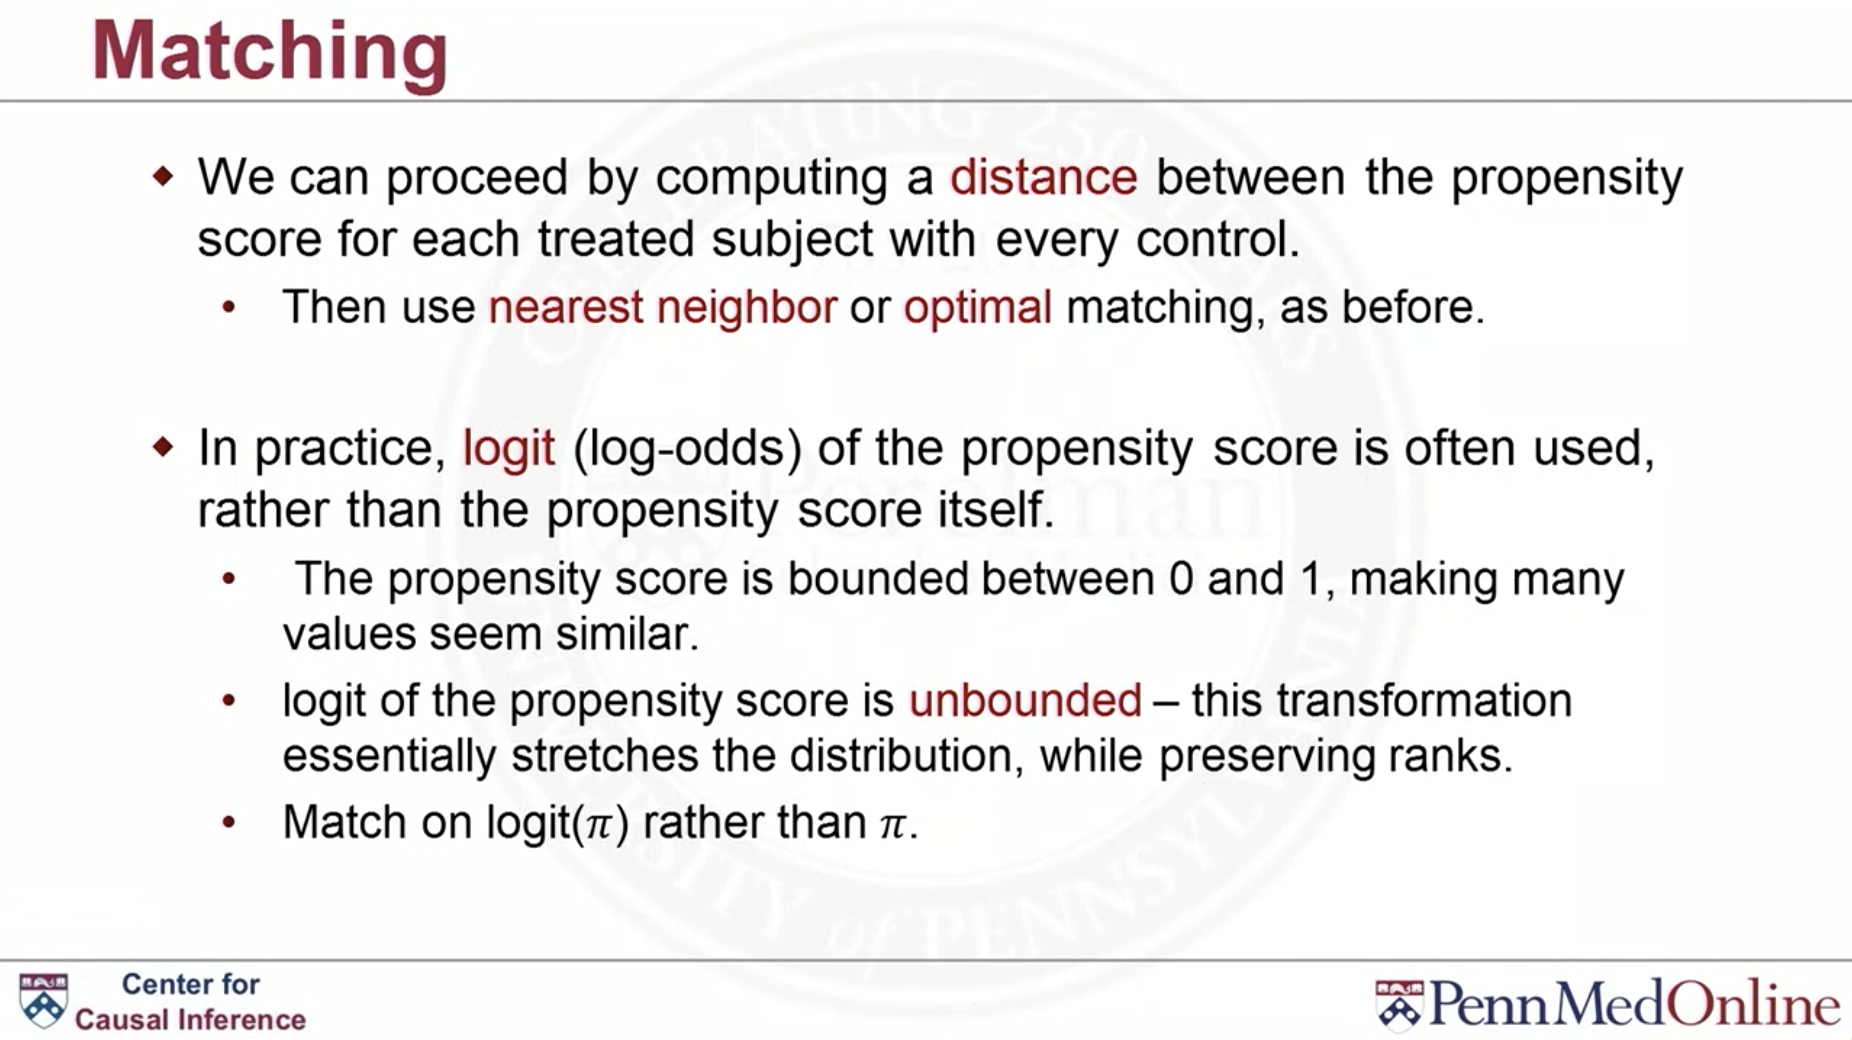 Matching
◆ We can proceed by computing a distance between the propensity
score for each treated subject with every control.
• Then use nearest neighbor or optimal matching, as before.
◆ In practice, logit (log-odds) of the propensity score is often used,
rather than the propensity score itself.
• The propensity score is bounded between 0 and 1, making many
values seem similar.
• logit of the propensity score is unbounded – this transformation
essentially stretches the distribution, while preserving ranks.
• Match on logit(π) rather than π.
Perelman
UNIVERSITY of PENNSYLVANIA
Center for
Causal Inference
PennMedOnline